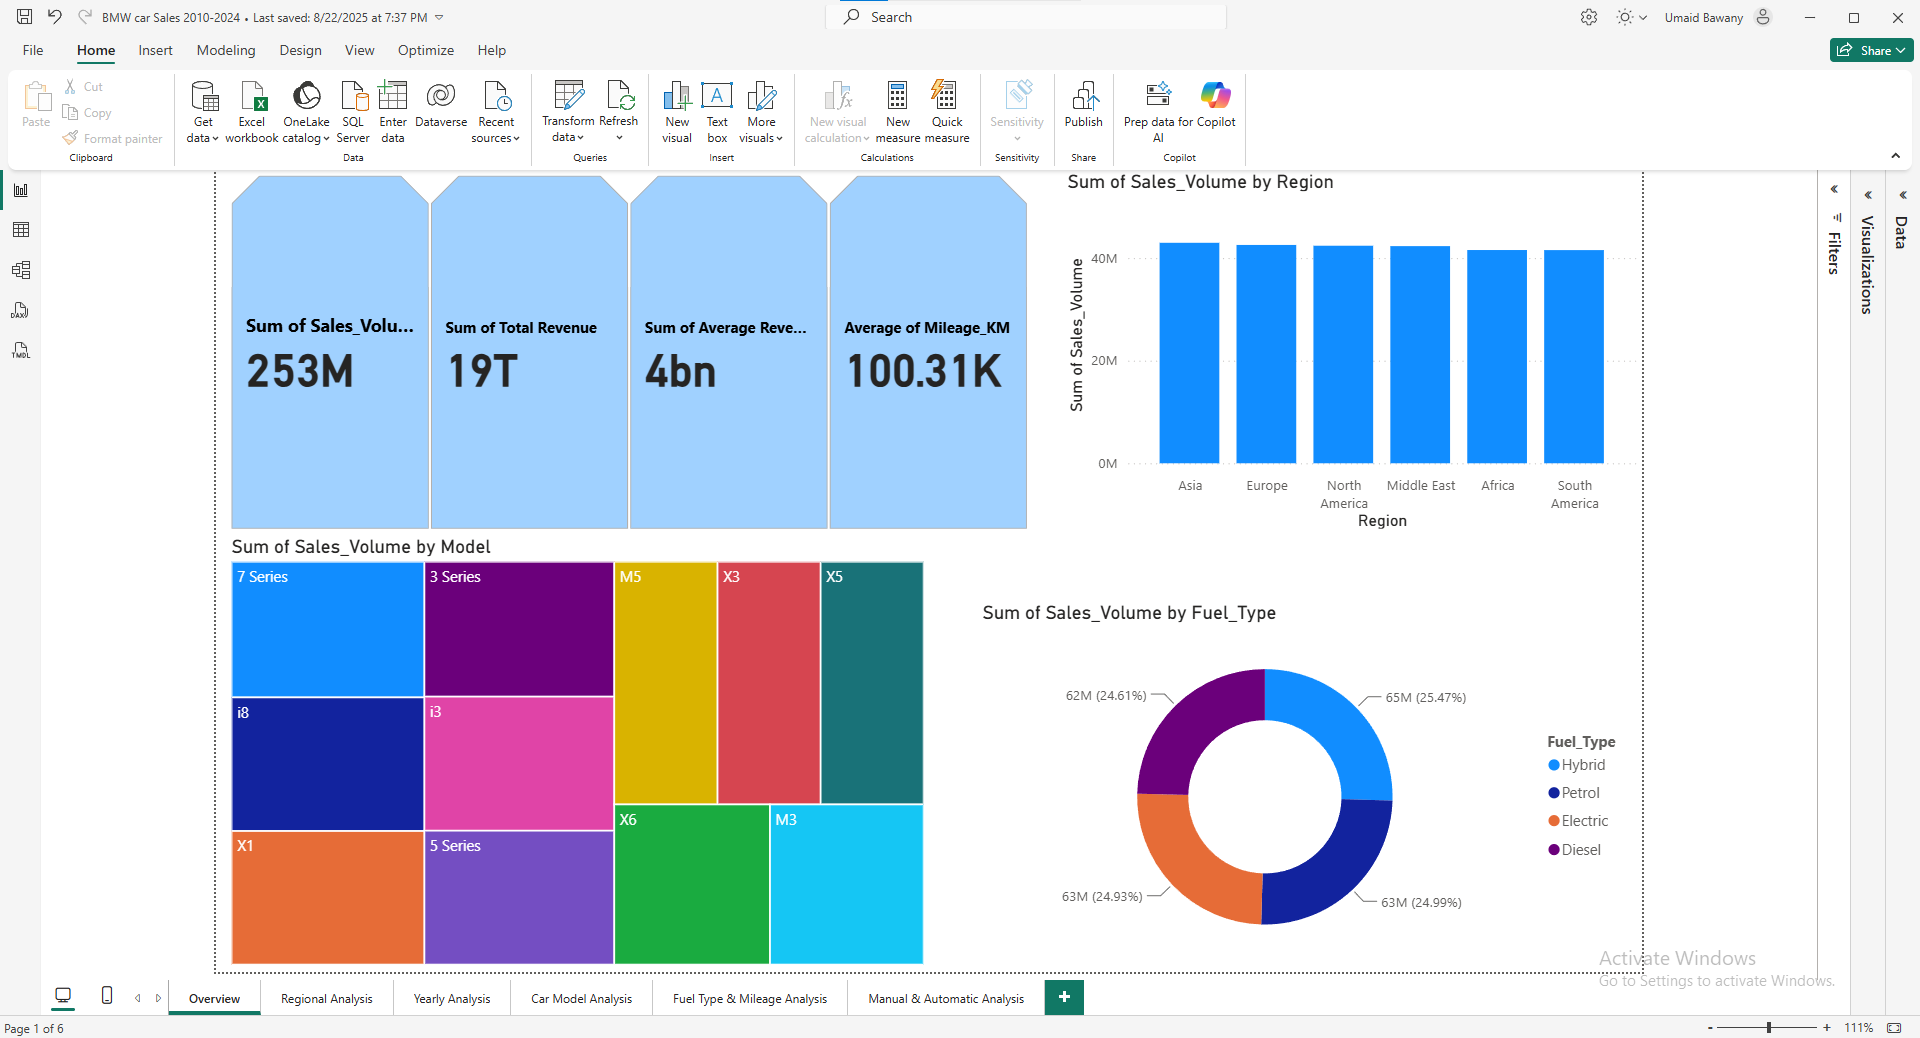 BMW car Sales 2010-2024 • Last saved: 8/22/2025 at 7:37 PM
Search
Umaid Bawany
File Home Insert Modeling Design View Optimize Help
Share
Paste
Cut
Copy
Format painter
Clipboard
Get data
Excel workbook
OneLake catalog
SQL Server
Enter data
Dataverse
Recent sources
Data
Transform data
Refresh
Queries
New visual
Text box
More visuals
Insert
New visual calculation
New measure
Quick measure
Calculations
Sensitivity
Sensitivity
Publish
Share
Prep data for AI
Copilot
Copilot
DAX
TMDL
Sum of Sales_Volu...
253M
Sum of Total Revenue
19T
Sum of Average Reve...
4bn
Average of Mileage_KM
100.31K
Sum of Sales_Volume by Region
Sum of Sales_Volume
40M
20M
0M
Asia
Europe
North America
Middle East
Africa
South America
Region
Filters
Visualizations
Data
Sum of Sales_Volume by Model
7 Series
3 Series
M5
X3
X5
i8
i3
X1
5 Series
X6
M3
Sum of Sales_Volume by Fuel_Type
62M (24.61%)
65M (25.47%)
63M (24.93%)
63M (24.99%)
Fuel_Type
Hybrid
Petrol
Electric
Diesel
Activate Windows
Go to Settings to activate Windows.
Overview
Regional Analysis
Yearly Analysis
Car Model Analysis
Fuel Type & Mileage Analysis
Manual & Automatic Analysis
+
Page 1 of 6
- + 111%